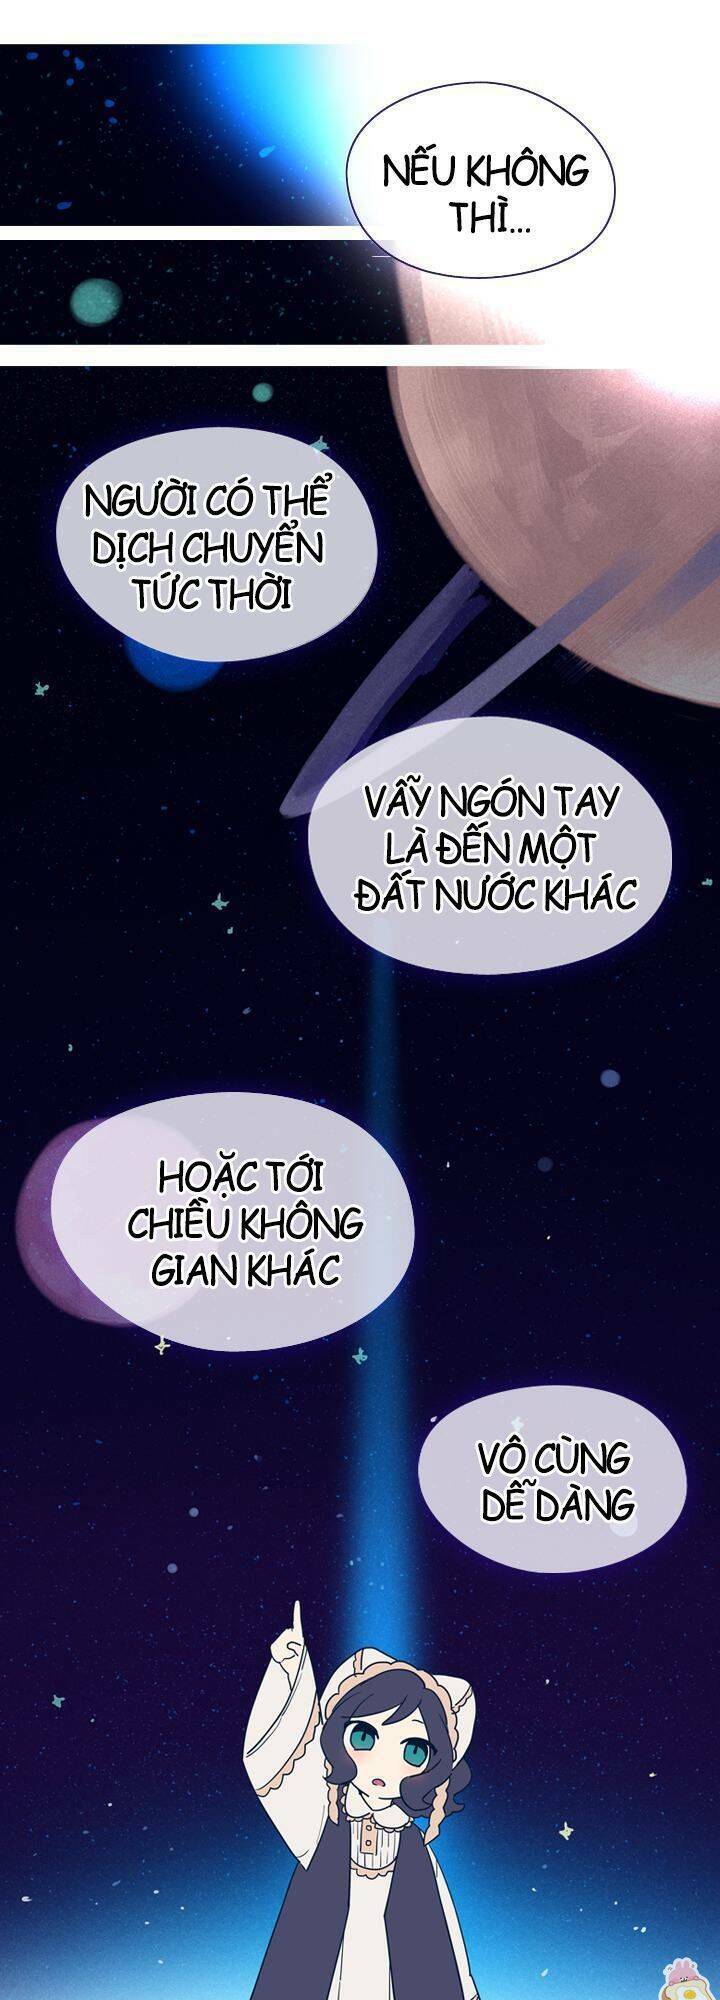 NẾU KHÔNG
THÌ...
NGƯỜI CÓ THỂ
DỊCH CHUYỂN
TỨC THỜI
VẪY NGÓN TAY
LÀ ĐẾN MỘT
ĐẤT NƯỚC KHÁC
HOẶC TỚI
CHIỀU KHÔNG
GIAN KHÁC
VÔ CÙNG
DỄ DÀNG